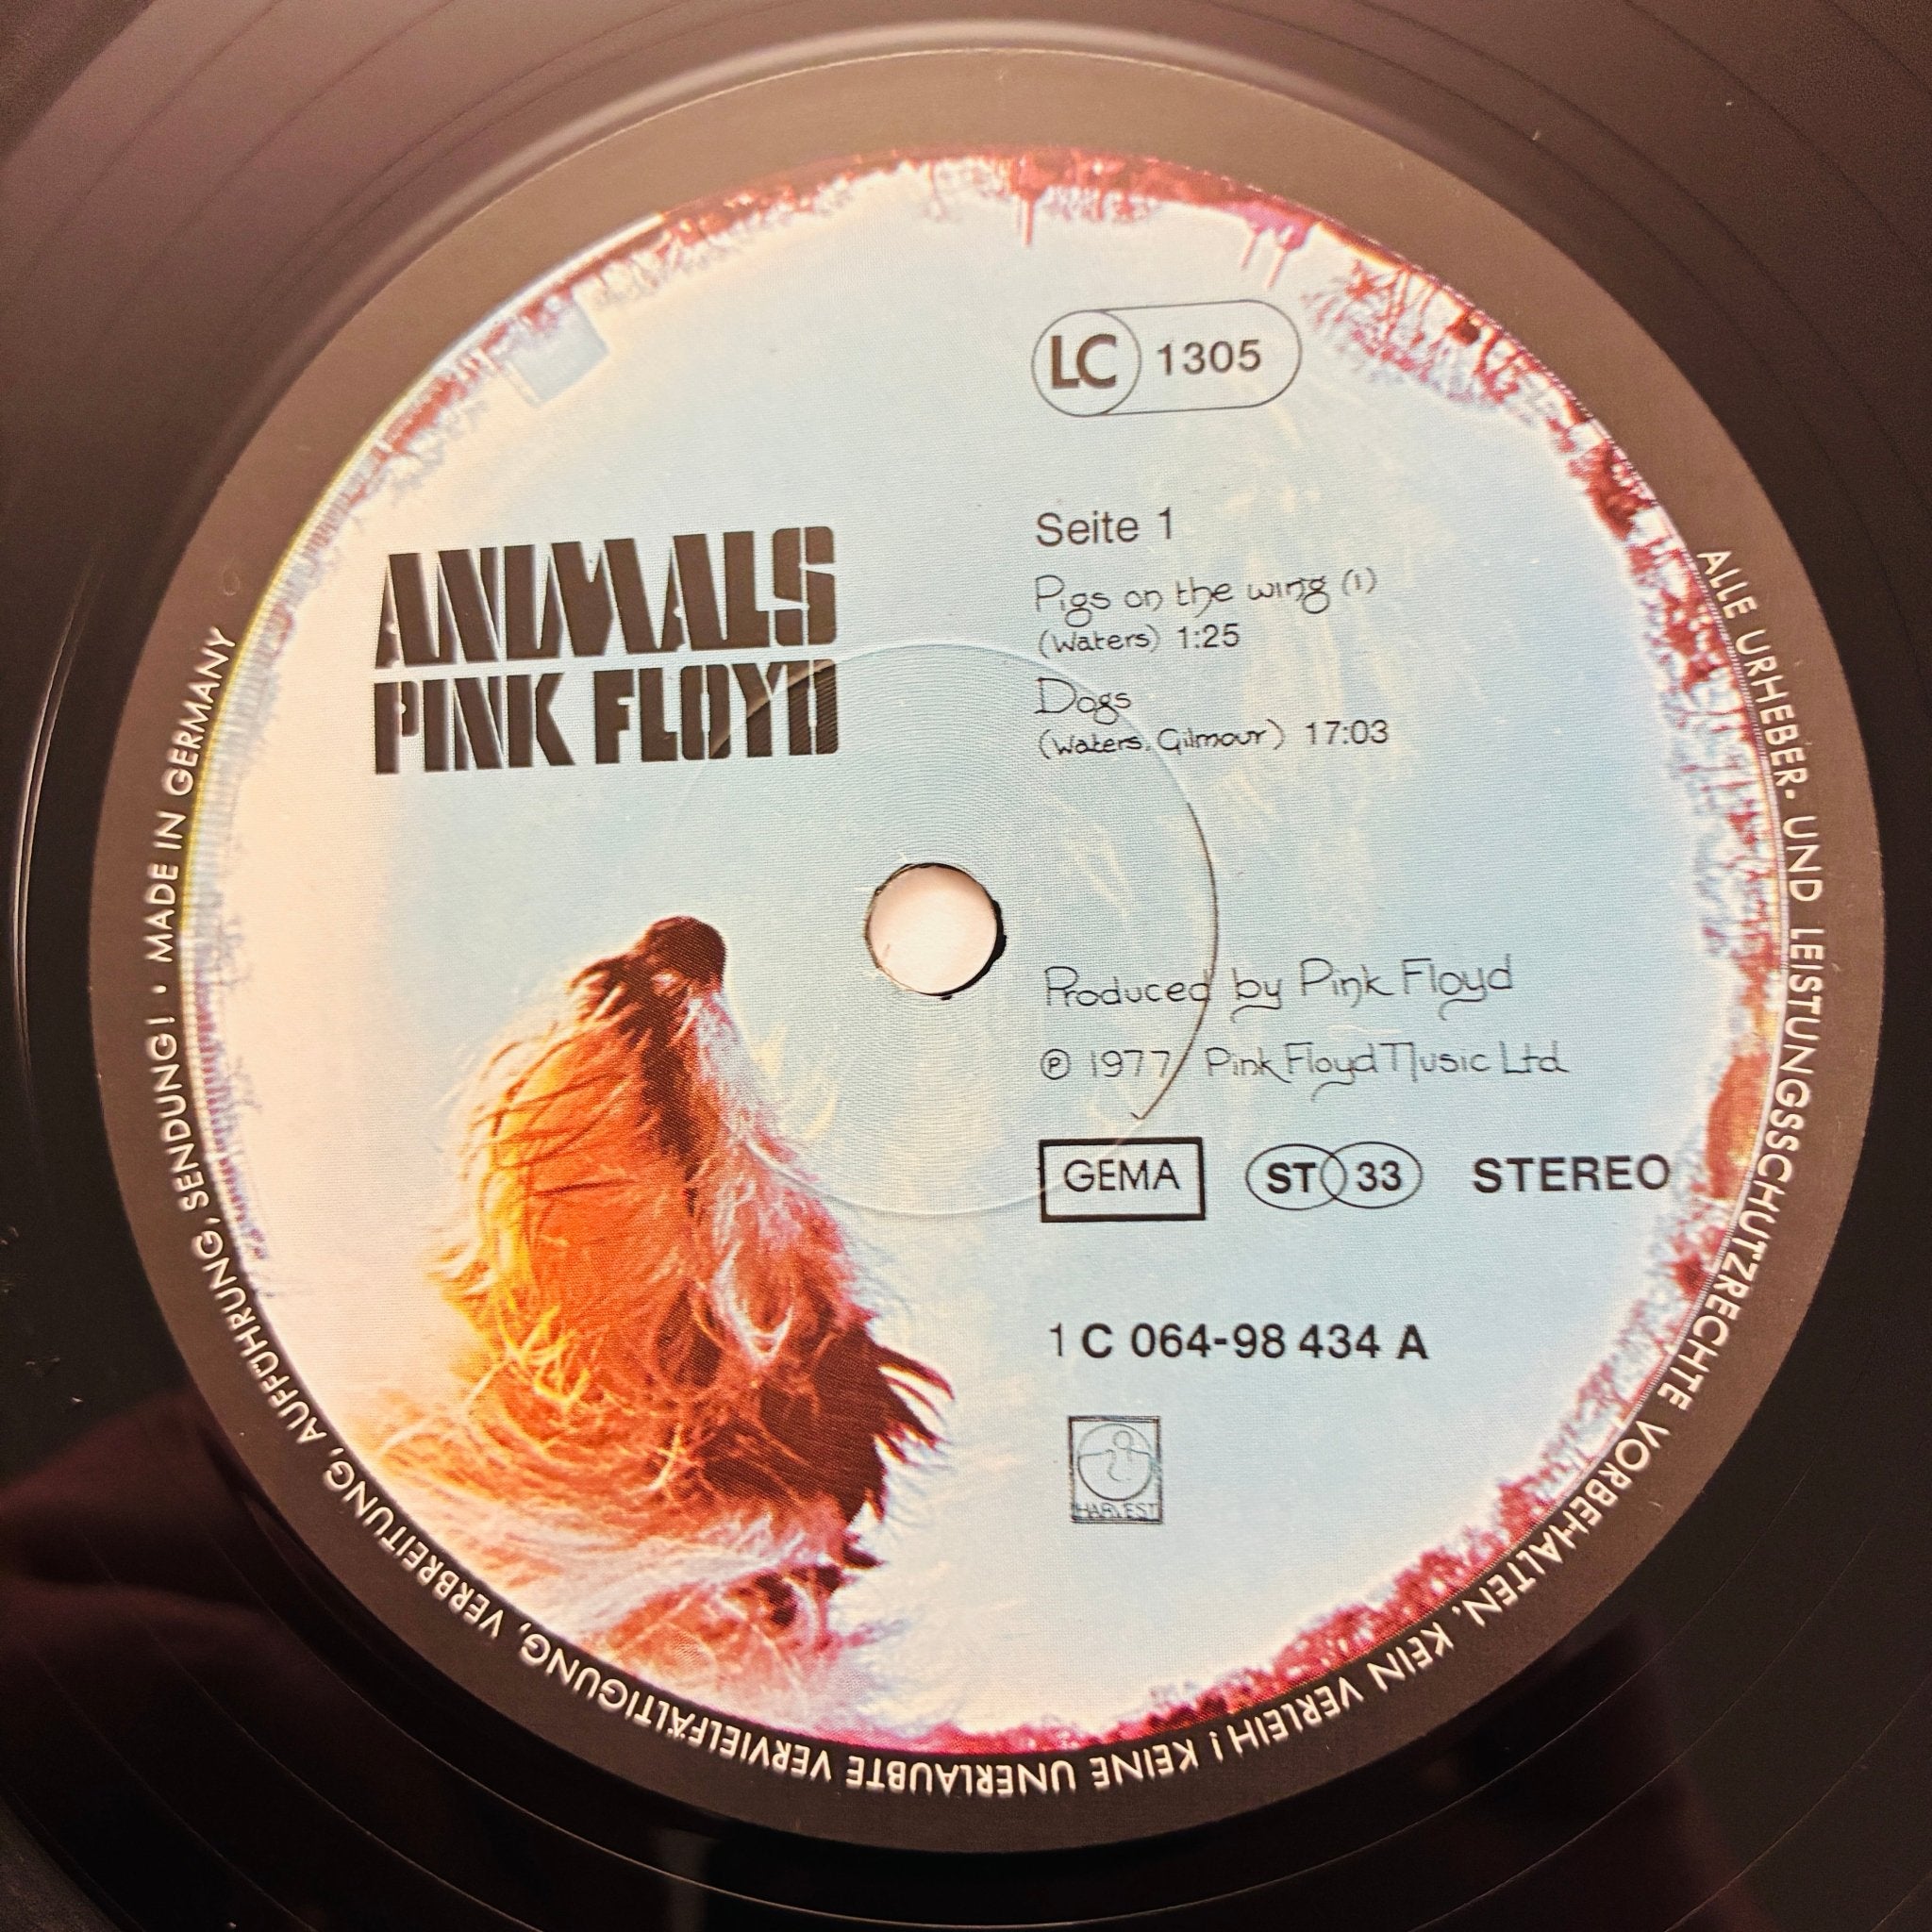 LC 1305
ANIMALS
PINK FLOYD
Seite 1
Pigs on the wing (1)
(Waters) 1:25
Dogs
(Waters, Gilmour) 17:03
Produced by Pink Floyd
℗ 1977 Pink Floyd Music Ltd
GEMA ST 33 STEREO
1 C 064-98 434 A
HARVEST
ALLE URHEBER- UND LEISTUNGSSCHUTZRECHTE VORBEHALTEN. KEIN VERLEIH! KEINE UNERLAUBTE VERVIELFÄLTIGUNG, VERBREITUNG, AUFFÜHRUNG, SENDUNG! · MADE IN GERMANY